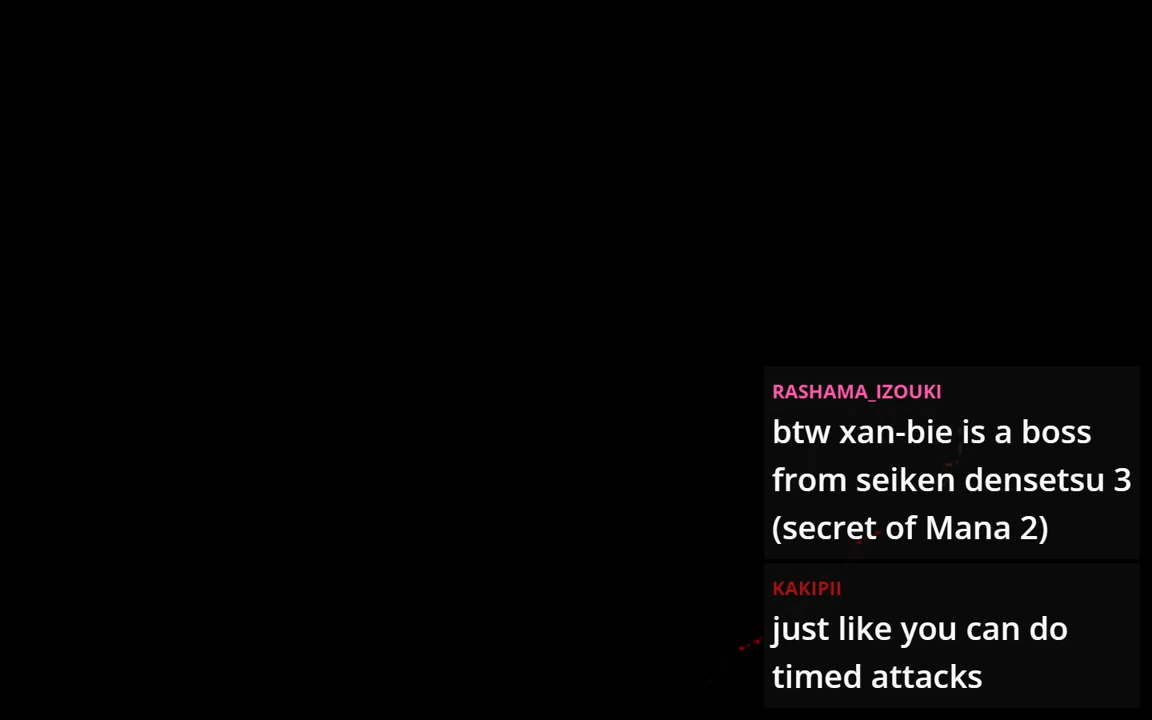 RASHAMA_IZOUKI
btw xan-bie is a boss
from seiken densetsu 3
(secret of Mana 2)
KAKIPII
just like you can do
timed attacks